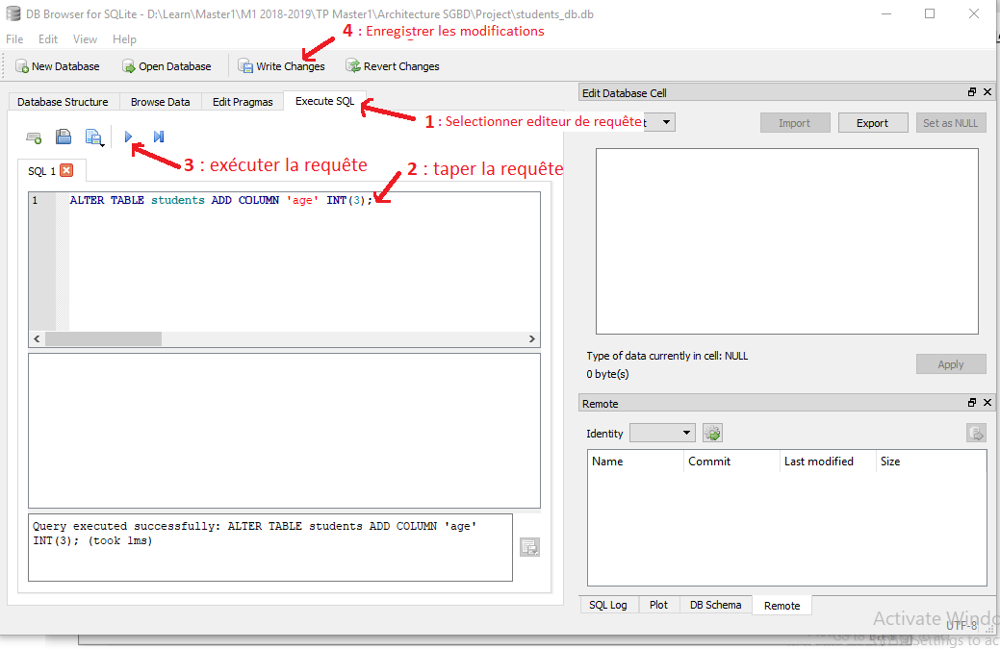 DB Browser for SQLite - D:\Learn\Master1\M1 2018-2019\TP Master1\Architecture SGBD\Project\students_db.db
File Edit View Help
4 : Enregistrer les modifications
New Database Open Database Write Changes Revert Changes
Database Structure Browse Data Edit Pragmas Execute SQL
1 : Selectionner editeur de requête
3 : exécuter la requête
2 : taper la requête
SQL 1
1 ALTER TABLE students ADD COLUMN 'age' INT(3);
Query executed successfully: ALTER TABLE students ADD COLUMN 'age'
INT(3); (took 1ms)
Edit Database Cell
Import Export Set as NULL
Type of data currently in cell: NULL
0 byte(s)
Apply
Remote
Identity
Name Commit Last modified Size
SQL Log Plot DB Schema Remote
Activate Windo
UTF-8
Settings to ac